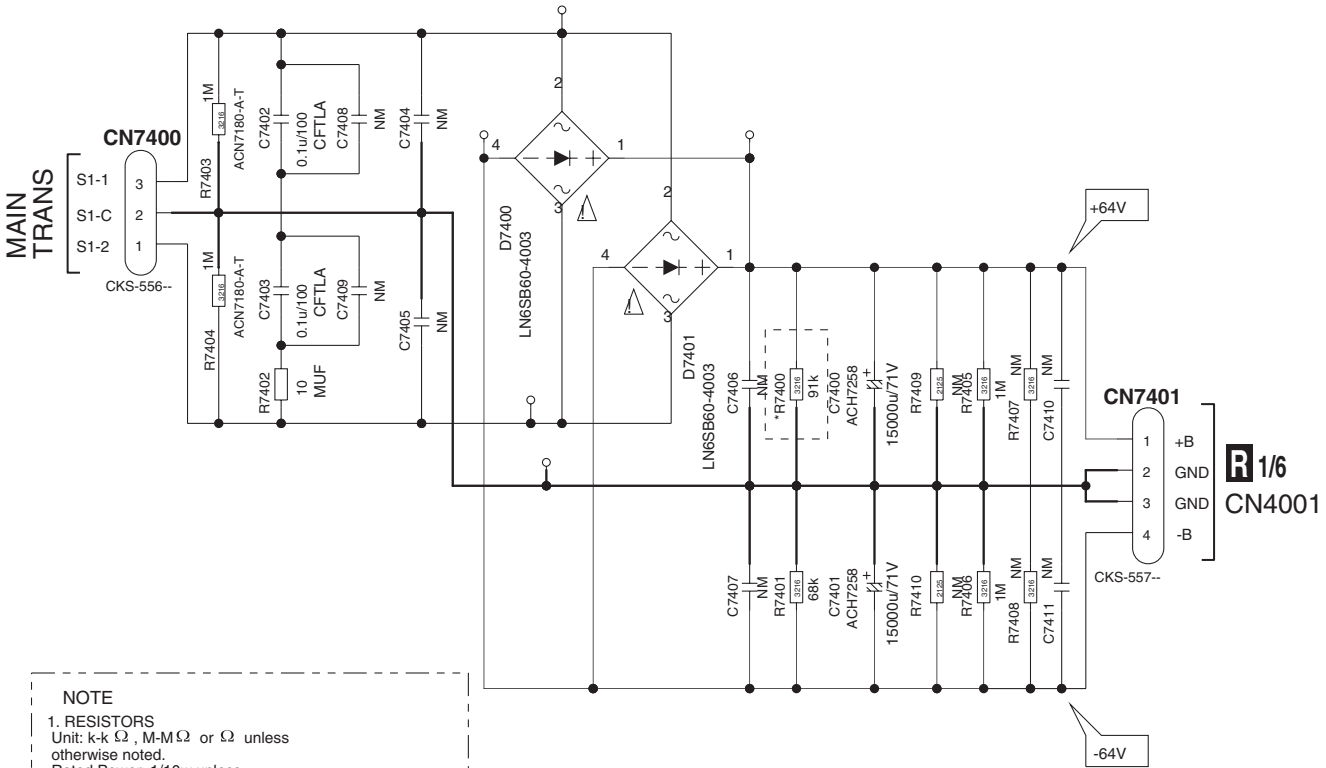 MAIN
TRANS
S1-1
S1-C
S1-2
CN7400
3
2
1
CKS-556--
1M
3216
ACN7180-A-T
R7403
1M
3216
ACN7180-A-T
R7404
C7402
0.1u/100
CFTLA
C7408
NM
C7403
0.1u/100
CFTLA
C7409
NM
R7402
10
MUF
C7404
NM
C7405
NM
2
4
1
3
D7400
LN6SB60-4003
2
4
1
3
D7401
LN6SB60-4003
C7406
NM
*R7400
3216
91k
C7400
ACH7258
15000u/71V
R7409
2125
NM
R7405
3216
1M
R7407
3216
NM
C7410
NM
C7407
NM
R7401
3216
68k
C7401
ACH7258
15000u/71V
R7410
2125
NM
R7406
3216
1M
R7408
3216
NM
C7411
NM
+64V
-64V
CN7401
1 +B
2 GND
3 GND
4 -B
CKS-557--
R 1/6
CN4001
NOTE
1. RESISTORS
Unit: k-k Ω , M-M Ω or Ω unless
otherwise noted.